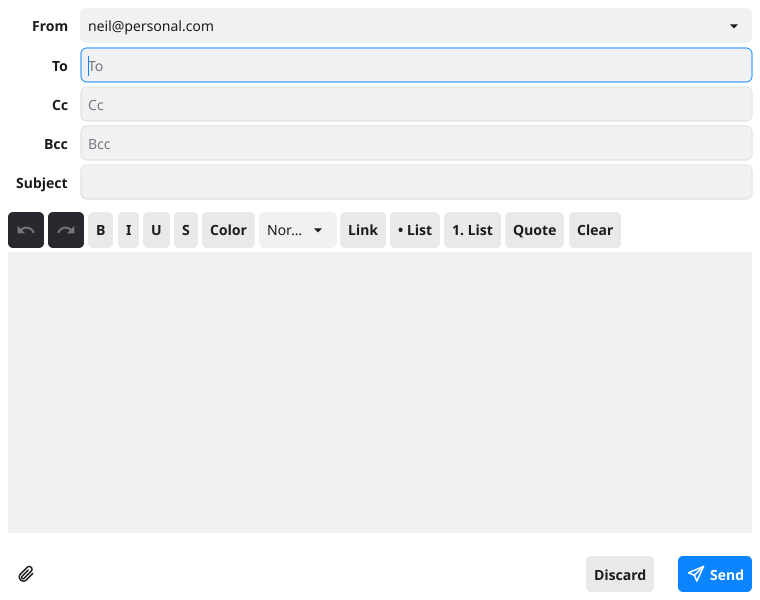 From neil@personal.com
To To
Cc Cc
Bcc Bcc
Subject
B I U S Color Nor... Link • List 1. List Quote Clear
Discard Send